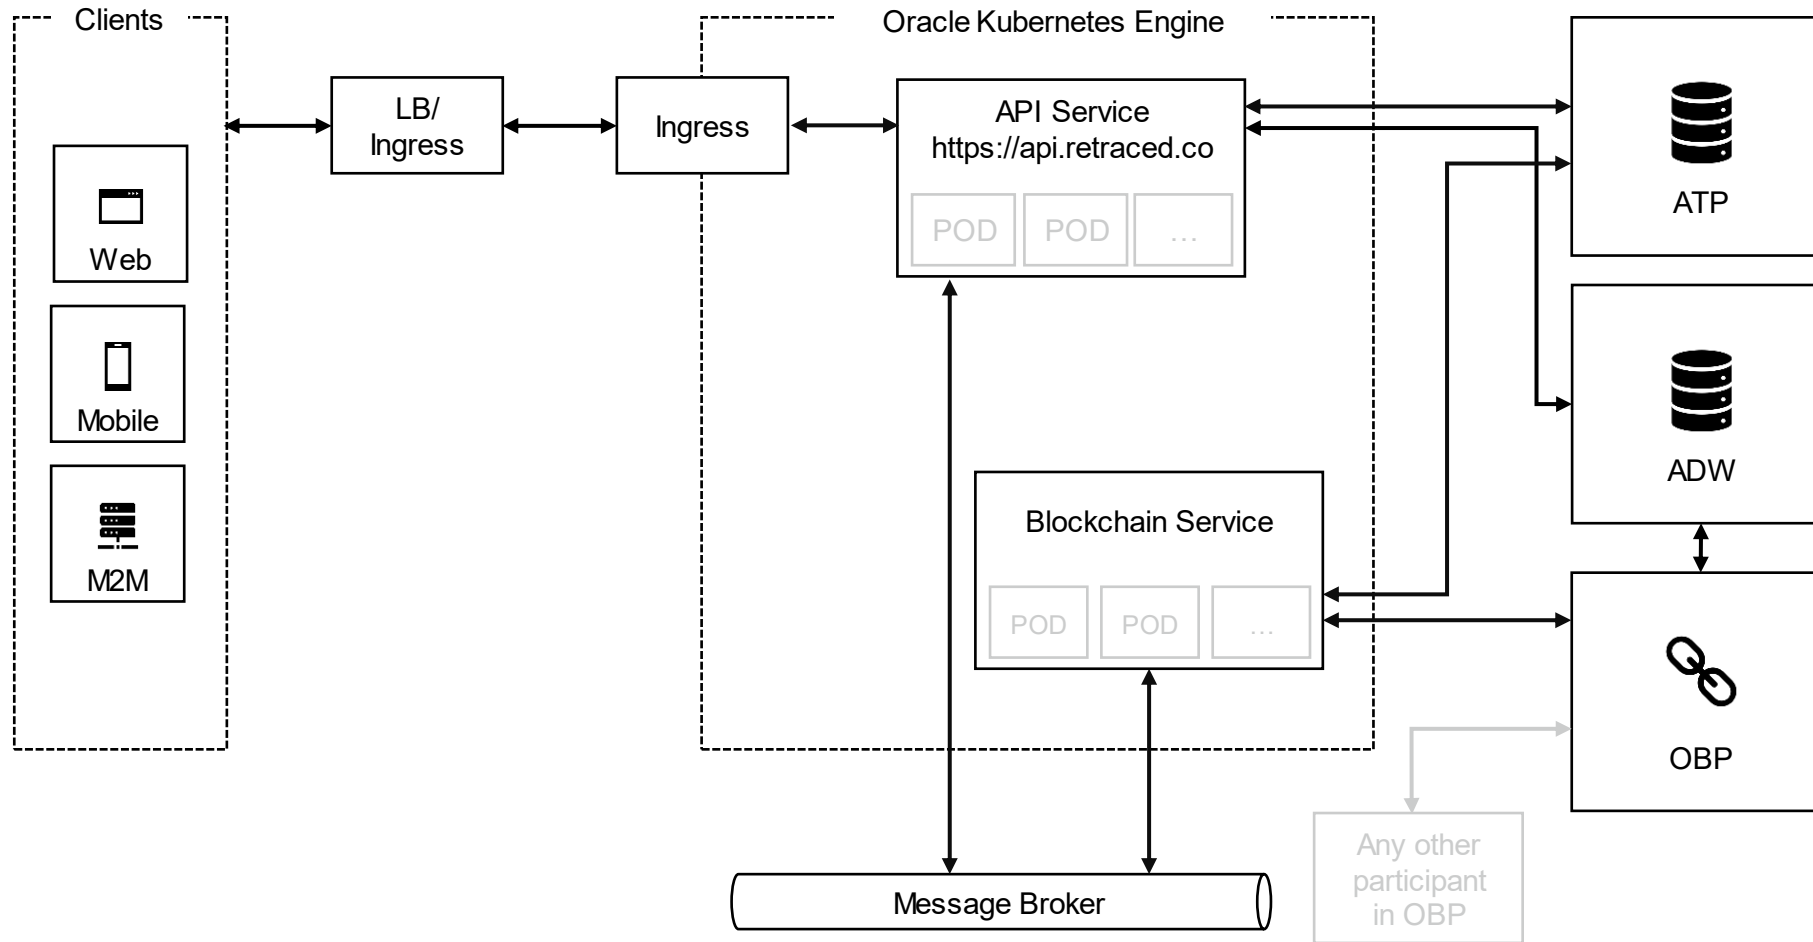 Clients
Oracle Kubernetes Engine
LB/
Ingress
Ingress
API Service
https://api.retraced.co
POD
POD
...
ATP
Web
Mobile
M2M
ADW
Blockchain Service
POD
POD
...
OBP
Any other
participant
in OBP
Message Broker